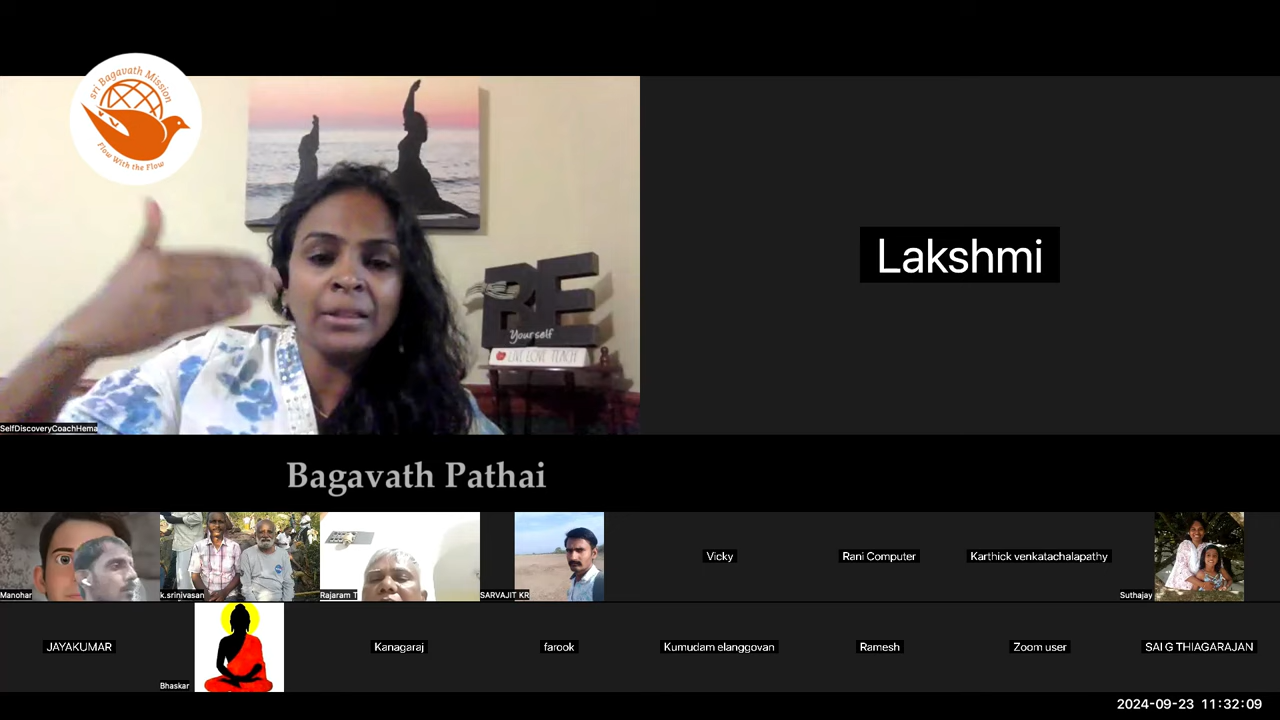 sri Bagavath Mission
Flow With the Flow
BE
Yourself
LIVE LOVE TEACH
SelfDiscoveryCoachHema
Lakshmi
Bagavath Pathai
Manohar
k.srinivasan
Rajaram T
SARVAJIT KR
Vicky
Rani Computer
Karthick venkatachalapathy
Suthajay
JAYAKUMAR
Bhaskar
Kanagaraj
farook
Kumudam elanggovan
Ramesh
Zoom user
SAI G THIAGARAJAN
2024-09-23 11:32:09